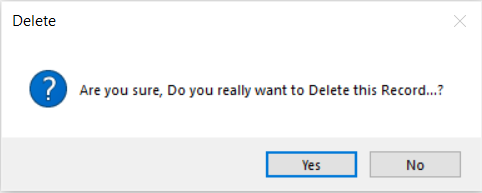 Delete
Are you sure, Do you really want to Delete this Record...?
Yes
No